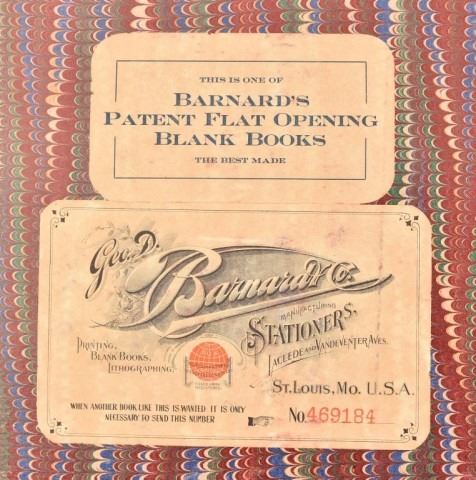 THIS IS ONE OF
BARNARD'S
PATENT FLAT OPENING
BLANK BOOKS
THE BEST MADE
Geo. D.
Barnard & Co.
MANUFACTURING
STATIONERS,
LACLEDE AND VANDEVENTER AVES.
PRINTING,
BLANK BOOKS,
LITHOGRAPHING.
ST. LOUIS, MO. U.S.A.
WHEN ANOTHER BOOK LIKE THIS IS WANTED IT IS ONLY
NECESSARY TO SEND THIS NUMBER
No. 469184